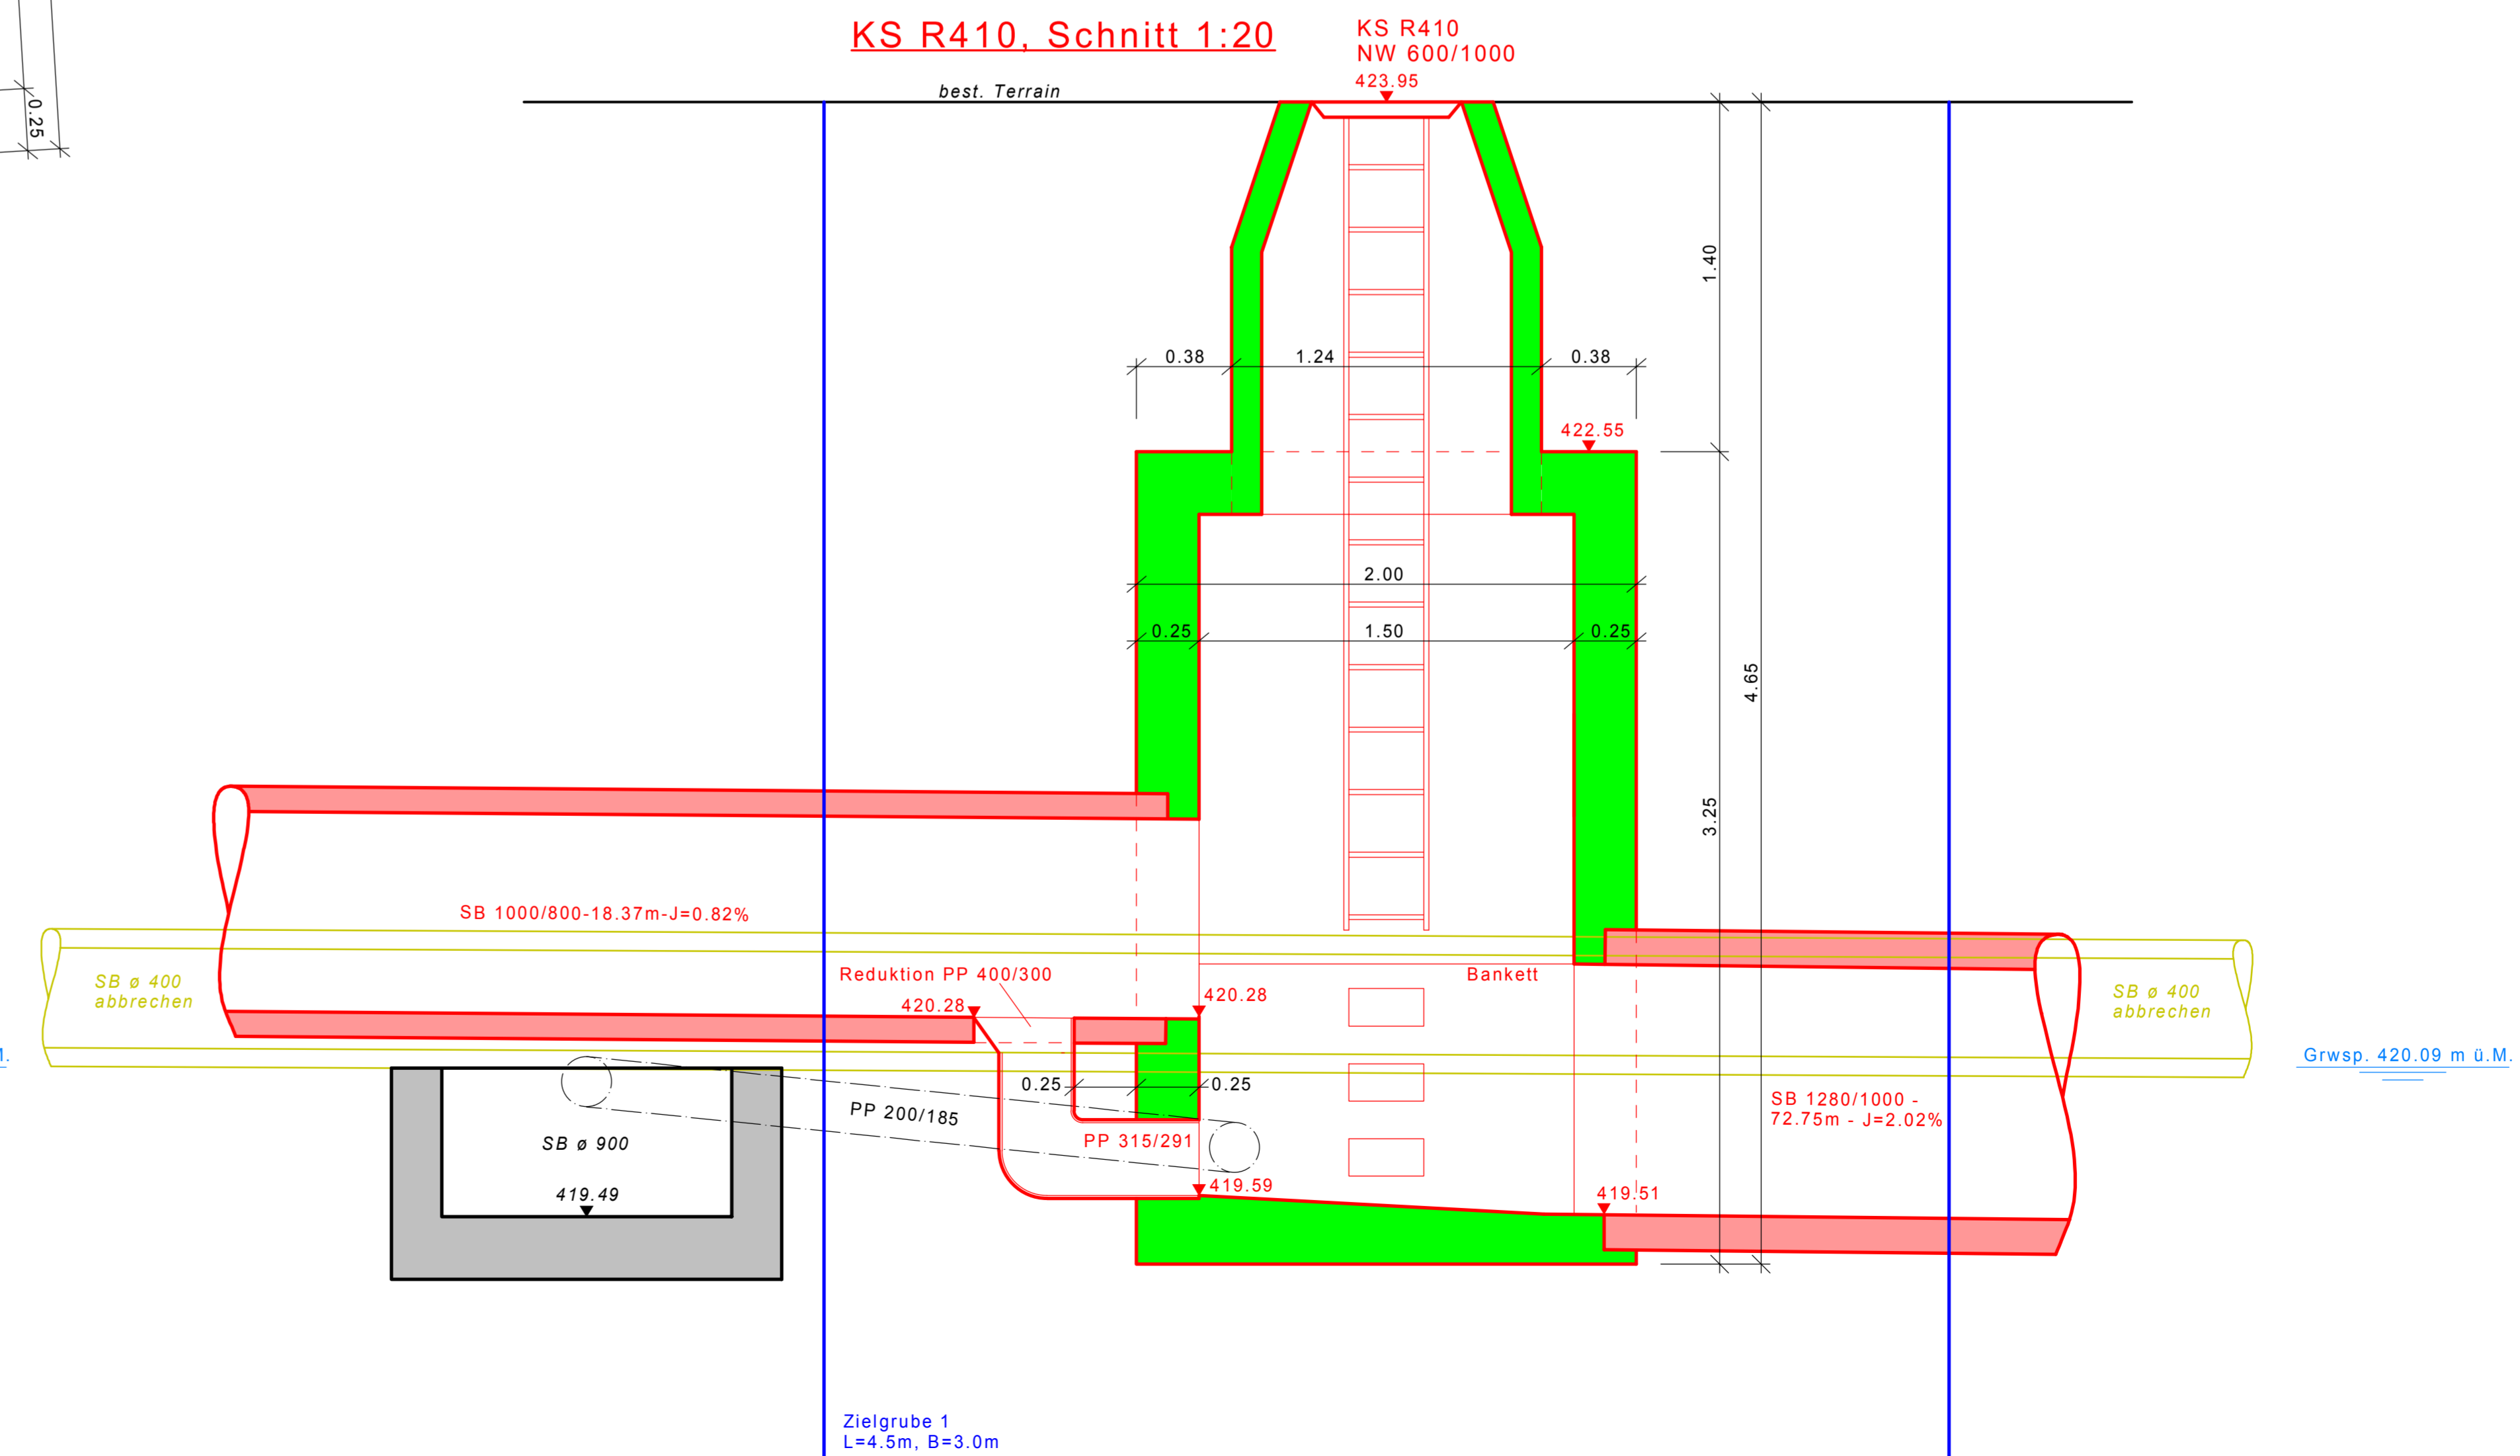 KS R410, Schnitt 1:20
KS R410
NW 600/1000
423.95
best. Terrain
0.25
1.40
0.38
1.24
0.38
422.55
2.00
0.25
1.50
0.25
4.65
3.25
SB 1000/800-18.37m-J=0.82%
Reduktion PP 400/300
Bankett
SB ø 400
abbrechen
SB ø 400
abbrechen
420.28
420.28
M.
Grwsp. 420.09 m ü.M.
0.25
0.25
PP 200/185
SB 1280/1000 -
72.75m - J=2.02%
SB ø 900
PP 315/291
419.49
419.59
419.51
Zielgrube 1
L=4.5m, B=3.0m